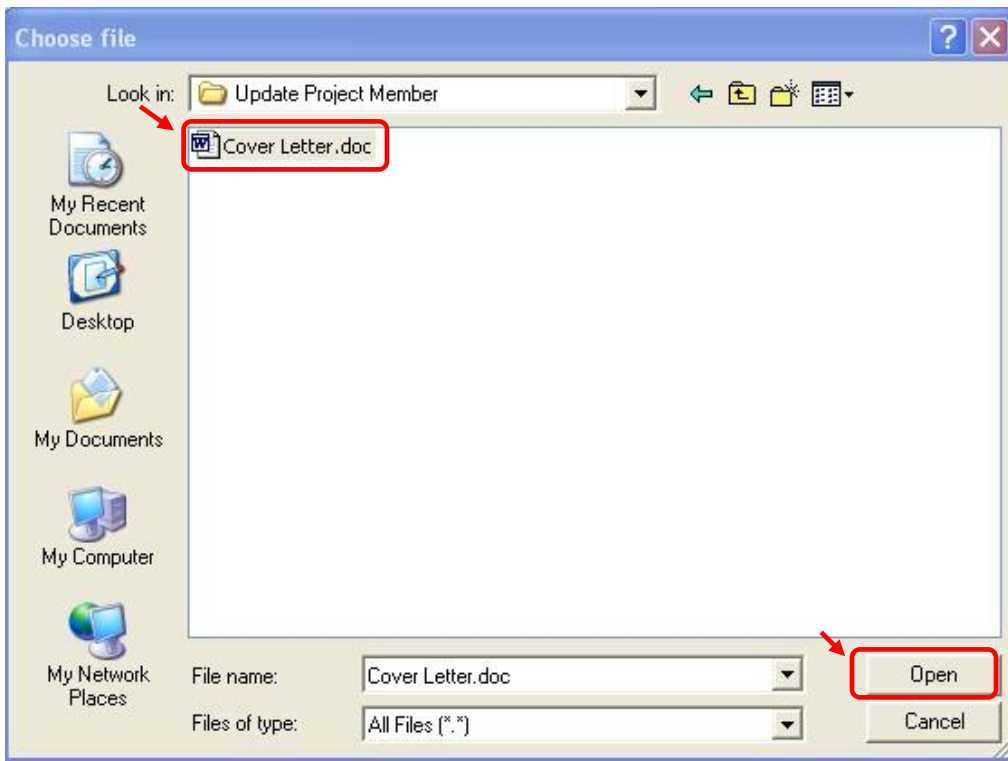 Choose file
Look in: Update Project Member
Cover Letter.doc
My Recent
Documents
Desktop
My Documents
My Computer
My Network
Places
File name: Cover Letter.doc Open
Files of type: All Files (*.*) Cancel